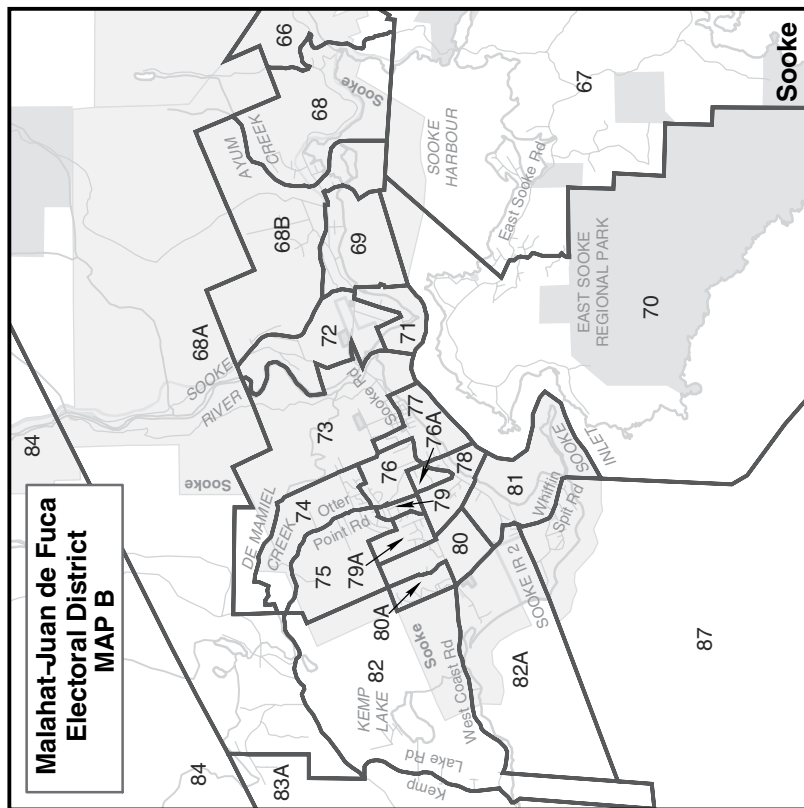 Malahat-Juan de Fuca
Electoral District
MAP B
Sooke
84
84
83A
82
KEMP
LAKE
Kemp
Lake Rd
West Coast Rd
Sooke
80A
79A
75
74
DE MAMIEL
CREEK
Otter
Point Rd
Sooke
73
68A
SOOKE
RIVER
72
68B
AYUM
CREEK
66
68
Sooke
69
71
Sooke Rd
77
76A
76
78
79
80
81
Whiffin
Spit Rd
SOOKE
INLET
SOOKE IR 2
82A
87
SOOKE
HARBOUR
East Sooke Rd
67
EAST SOOKE
REGIONAL PARK
70